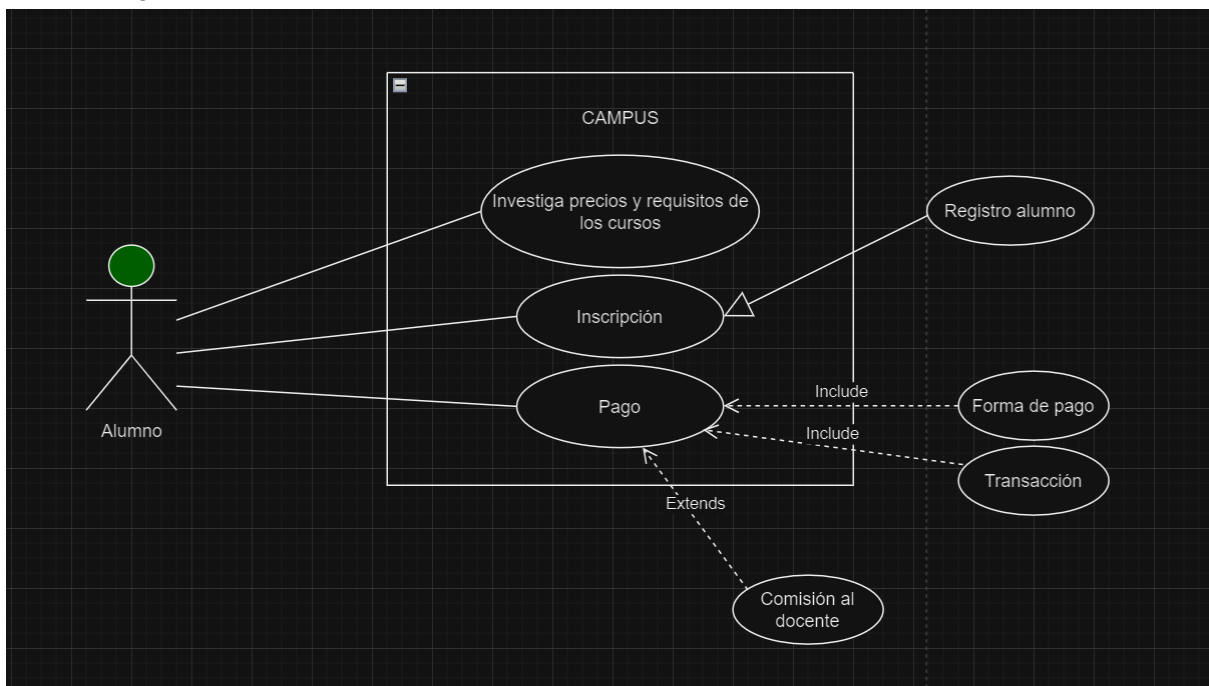 CAMPUS
Investiga precios y requisitos de
los cursos
Registro alumno
Inscripción
Include
Pago
Forma de pago
Alumno
Include
Transacción
Extends
Comisión al
docente